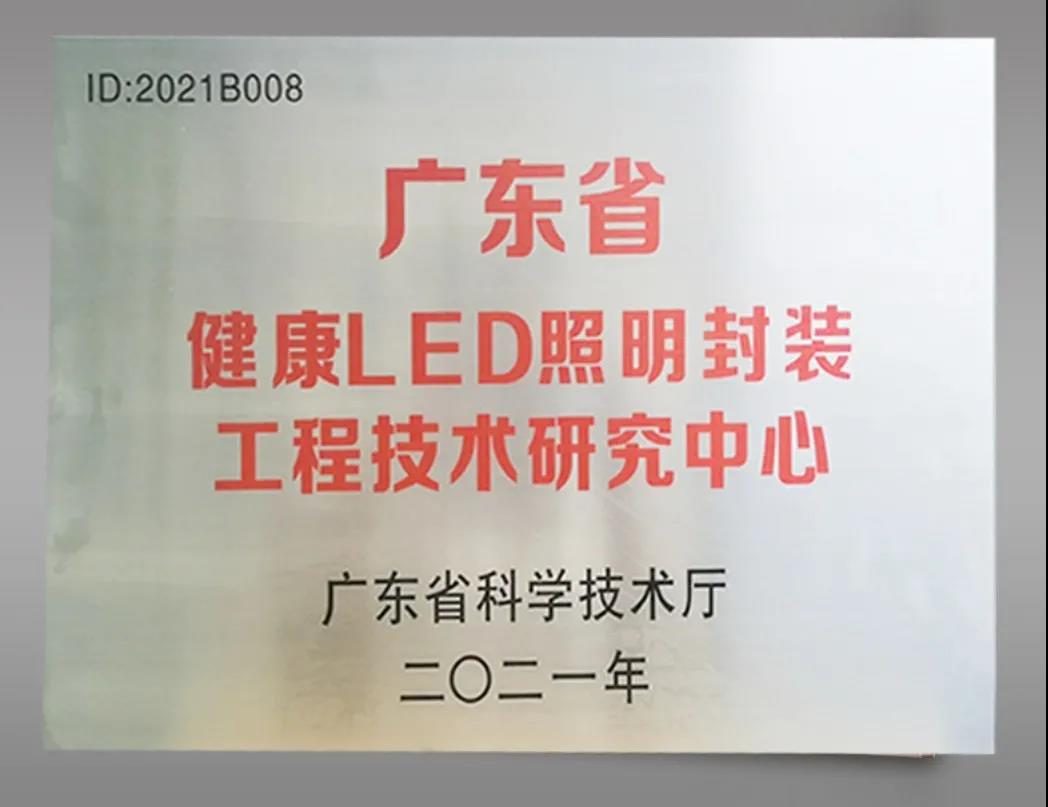 ID:2021B008
广东省
健康LED照明封装
工程技术研究中心
广东省科学技术厅
二〇二一年